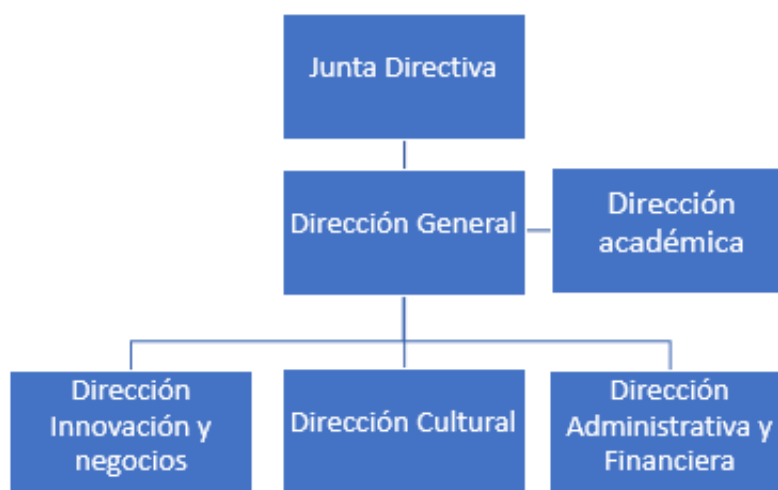 Junta Directiva
Dirección General
Dirección
académica
Dirección
Innovación y
negocios
Dirección Cultural
Dirección
Administrativa y
Financiera